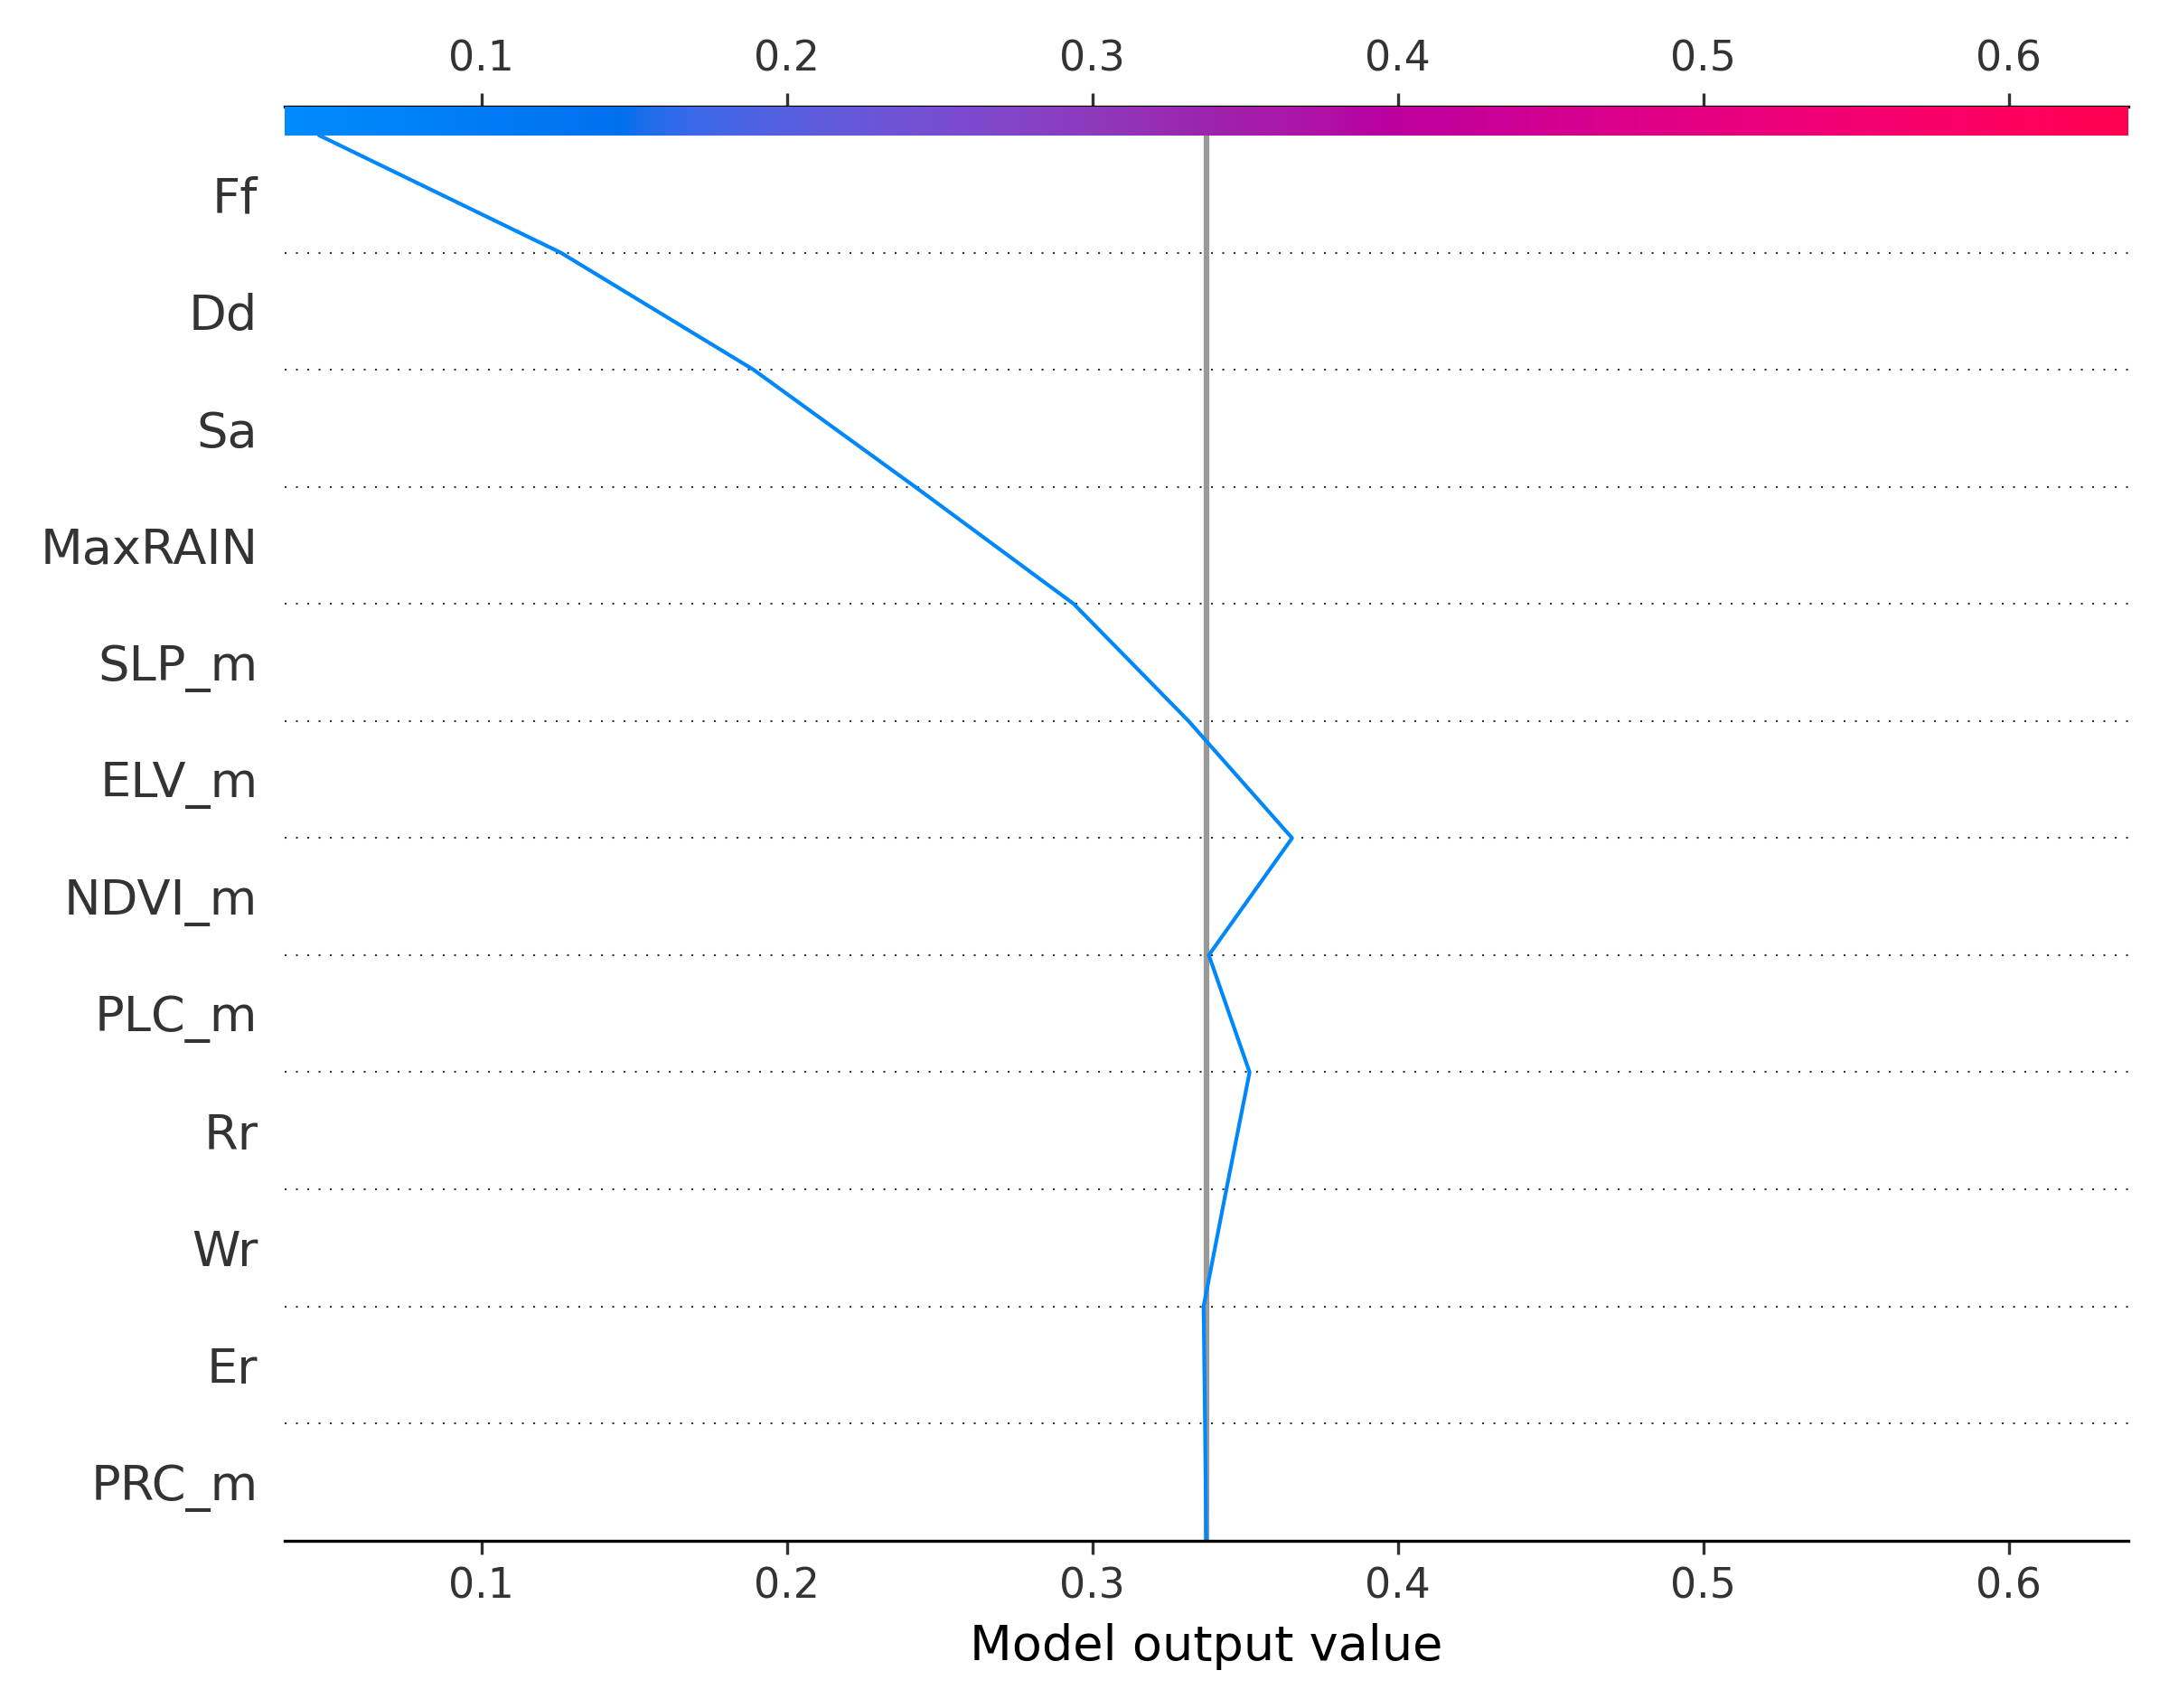 0.1 0.2 0.3 0.4 0.5 0.6
Ff
Dd
Sa
MaxRAIN
SLP_m
ELV_m
NDVI_m
PLC_m
Rr
Wr
Er
PRC_m
0.1 0.2 0.3 0.4 0.5 0.6
Model output value